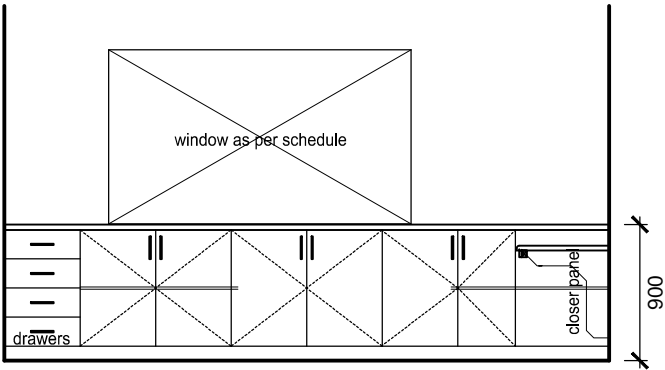 window as per schedule
drawers
closer panel
900